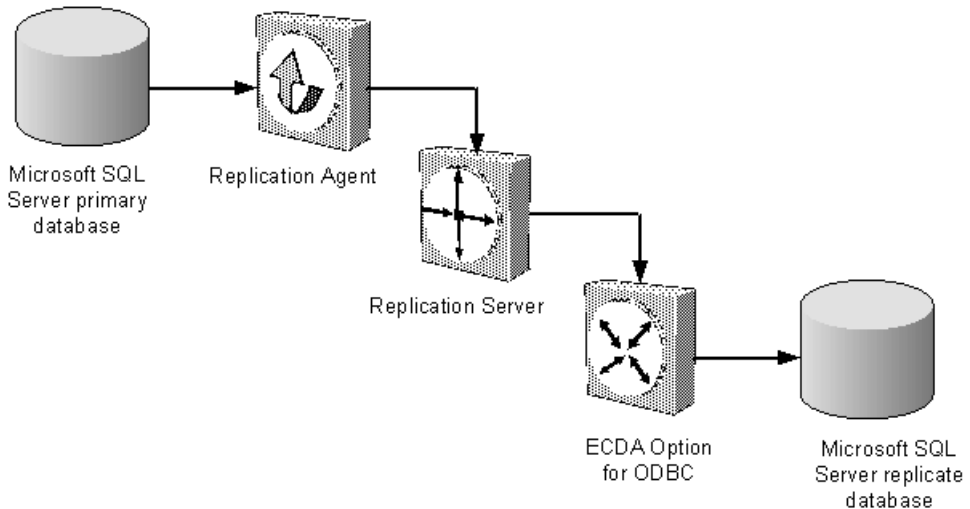 Microsoft SQL
Server primary
database
Replication Agent
Replication Server
ECDA Option
for ODBC
Microsoft SQL
Server replicate
database